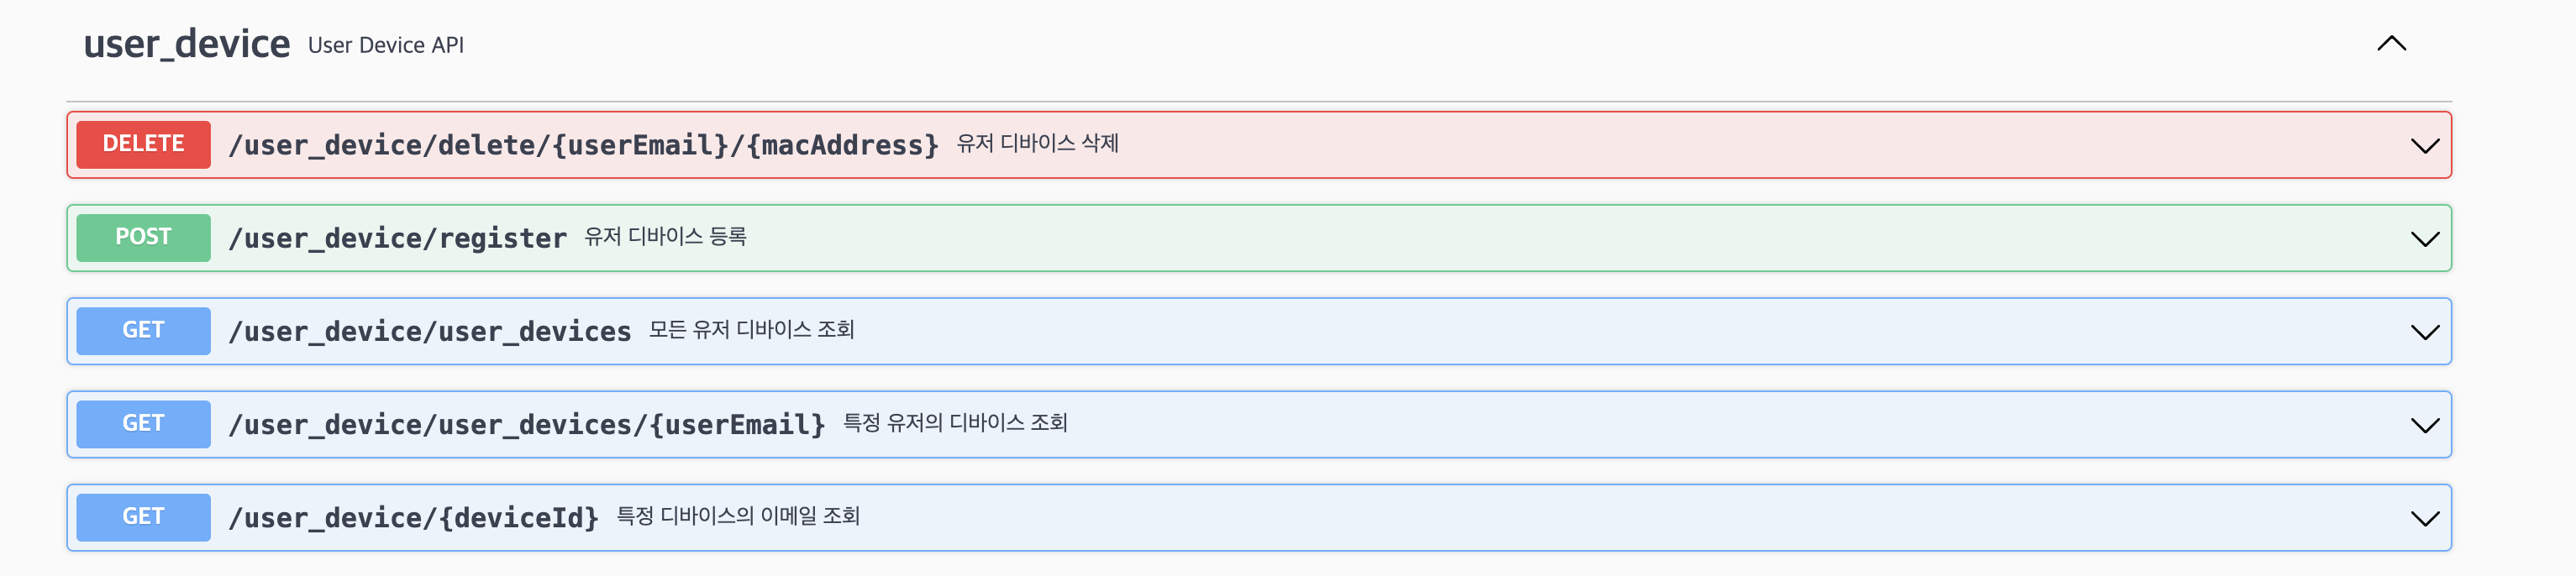 user_device User Device API
DELETE /user_device/delete/{userEmail}/{macAddress} 유저 디바이스 삭제
POST /user_device/register 유저 디바이스 등록
GET /user_device/user_devices 모든 유저 디바이스 조회
GET /user_device/user_devices/{userEmail} 특정 유저의 디바이스 조회
GET /user_device/{deviceId} 특정 디바이스의 이메일 조회